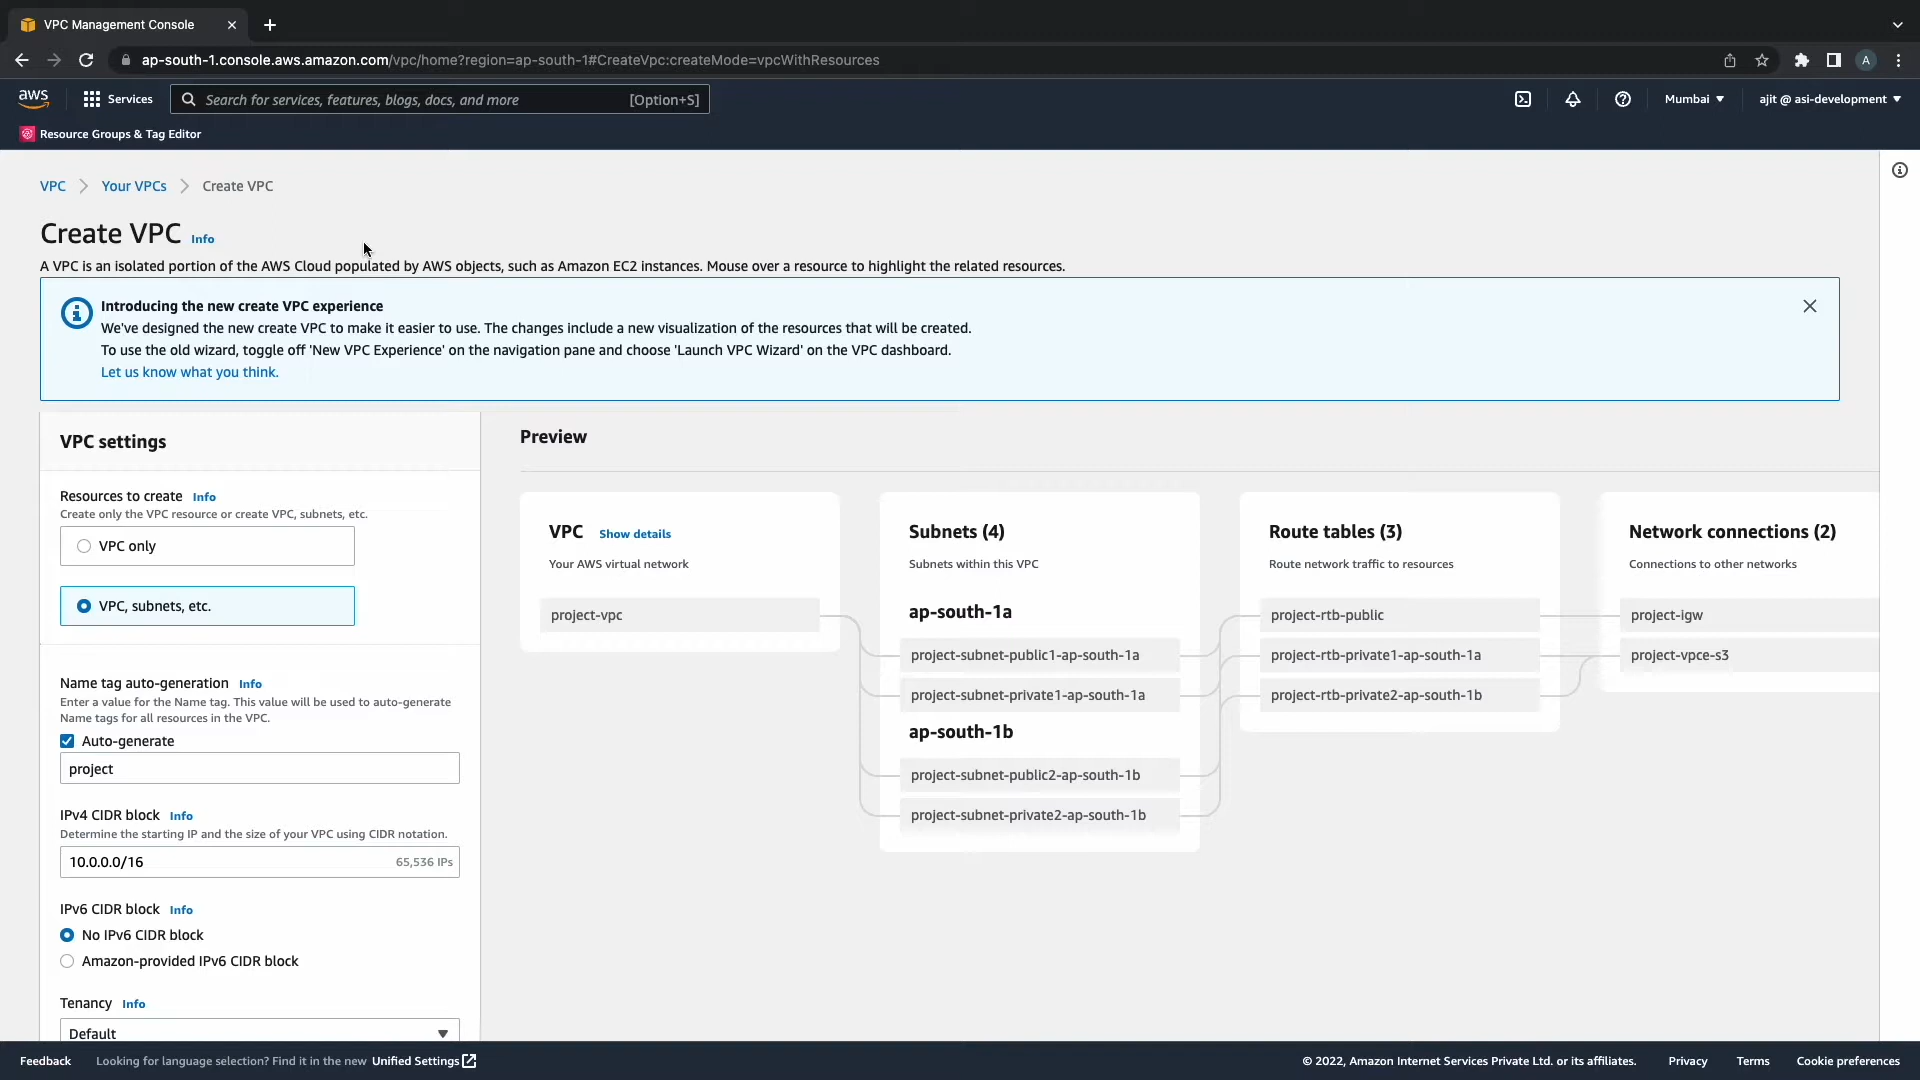 VPC Management Console
ap-south-1.console.aws.amazon.com/vpc/home?region=ap-south-1#CreateVpc:createMode=vpcWithResources
A
aws
Services
Search for services, features, blogs, docs, and more
[Option+S]
Mumbai
ajit @ asi-development
Resource Groups & Tag Editor
VPC
Your VPCs
Create VPC
Create VPC Info
A VPC is an isolated portion of the AWS Cloud populated by AWS objects, such as Amazon EC2 instances. Mouse over a resource to highlight the related resources.
Introducing the new create VPC experience
We've designed the new create VPC to make it easier to use. The changes include a new visualization of the resources that will be created.
To use the old wizard, toggle off 'New VPC Experience' on the navigation pane and choose 'Launch VPC Wizard' on the VPC dashboard.
Let us know what you think.
VPC settings
Resources to create Info
Create only the VPC resource or create VPC, subnets, etc.
VPC only
VPC, subnets, etc.
Name tag auto-generation Info
Enter a value for the Name tag. This value will be used to auto-generate
Name tags for all resources in the VPC.
Auto-generate
project
IPv4 CIDR block Info
Determine the starting IP and the size of your VPC using CIDR notation.
10.0.0.0/16 65,536 IPs
IPv6 CIDR block Info
No IPv6 CIDR block
Amazon-provided IPv6 CIDR block
Tenancy Info
Default
Preview
VPC Show details
Your AWS virtual network
project-vpc
Subnets (4)
Subnets within this VPC
ap-south-1a
project-subnet-public1-ap-south-1a
project-subnet-private1-ap-south-1a
ap-south-1b
project-subnet-public2-ap-south-1b
project-subnet-private2-ap-south-1b
Route tables (3)
Route network traffic to resources
project-rtb-public
project-rtb-private1-ap-south-1a
project-rtb-private2-ap-south-1b
Network connections (2)
Connections to other networks
project-igw
project-vpce-s3
Feedback
Looking for language selection? Find it in the new Unified Settings
© 2022, Amazon Internet Services Private Ltd. or its affiliates.
Privacy
Terms
Cookie preferences